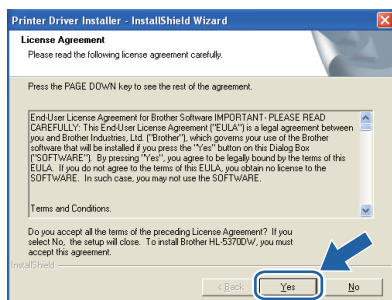 Printer Driver Installer - InstallShield Wizard
License Agreement
Please read the following license agreement carefully.
Press the PAGE DOWN key to see the rest of the agreement.
End-User License Agreement for Brother Software IMPORTANT- PLEASE READ
CAREFULLY: This End-User License Agreement ("EULA") is a legal agreement between
you and Brother Industries, Ltd. ("Brother"), which governs your use of the Brother
software that will be installed if you press the "Yes" button on this Dialog Box
("SOFTWARE"). By pressing "Yes", you agree to be legally bound by the terms of this
EULA. If you do not agree to the terms of this EULA, you obtain no license to the
SOFTWARE. In such case, you may not use the SOFTWARE.
Terms and Conditions.
Do you accept all the terms of the preceding License Agreement? If you
select No, the setup will close. To install Brother HL-5370DW, you must
accept this agreement.
InstallShield
< Back Yes No